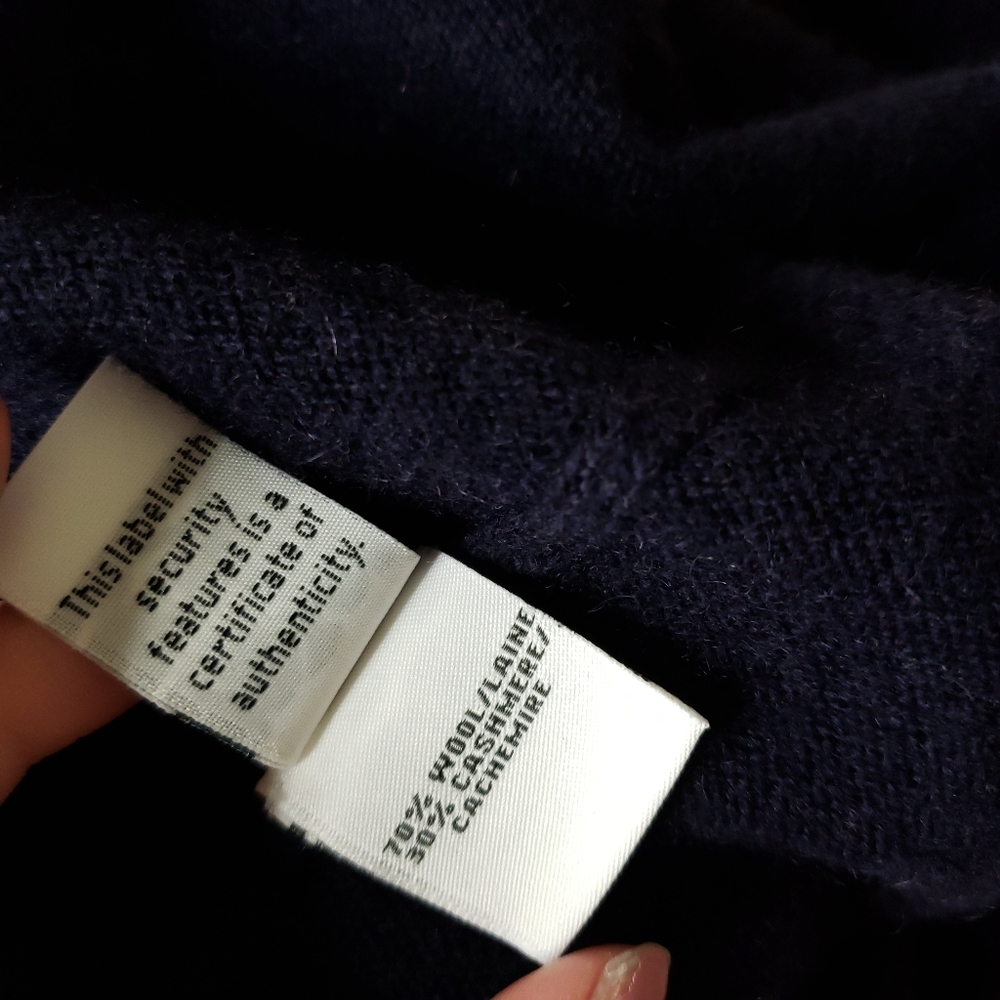 This label with
security
features is a
certificate of
authenticity.
70% WOOL/LAINE
30% CASHMERE/
CACHEMIRE